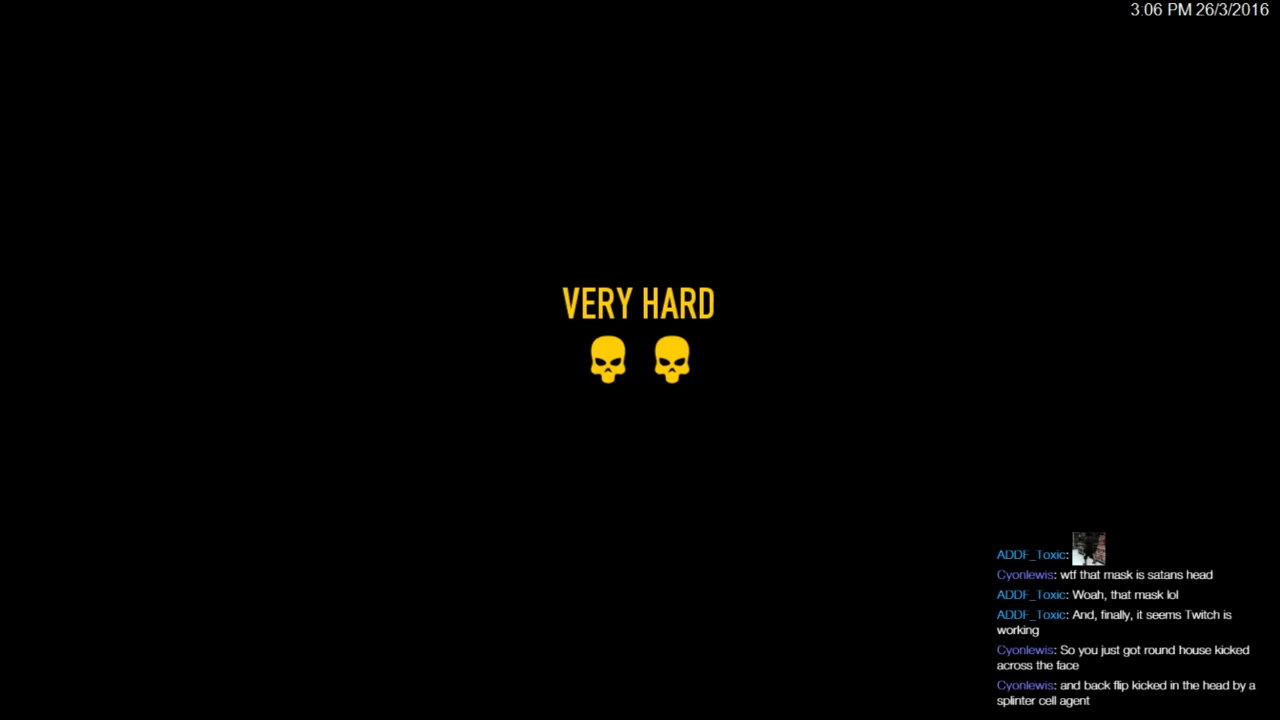 3:06 PM 26/3/2016
VERY HARD
ADDF_Toxic:
Cyonlewis: wtf that mask is satans head
ADDF_Toxic: Woah, that mask lol
ADDF_Toxic: And, finally, it seems Twitch is
working
Cyonlewis: So you just got round house kicked
across the face
Cyonlewis: and back flip kicked in the head by a
splinter cell agent